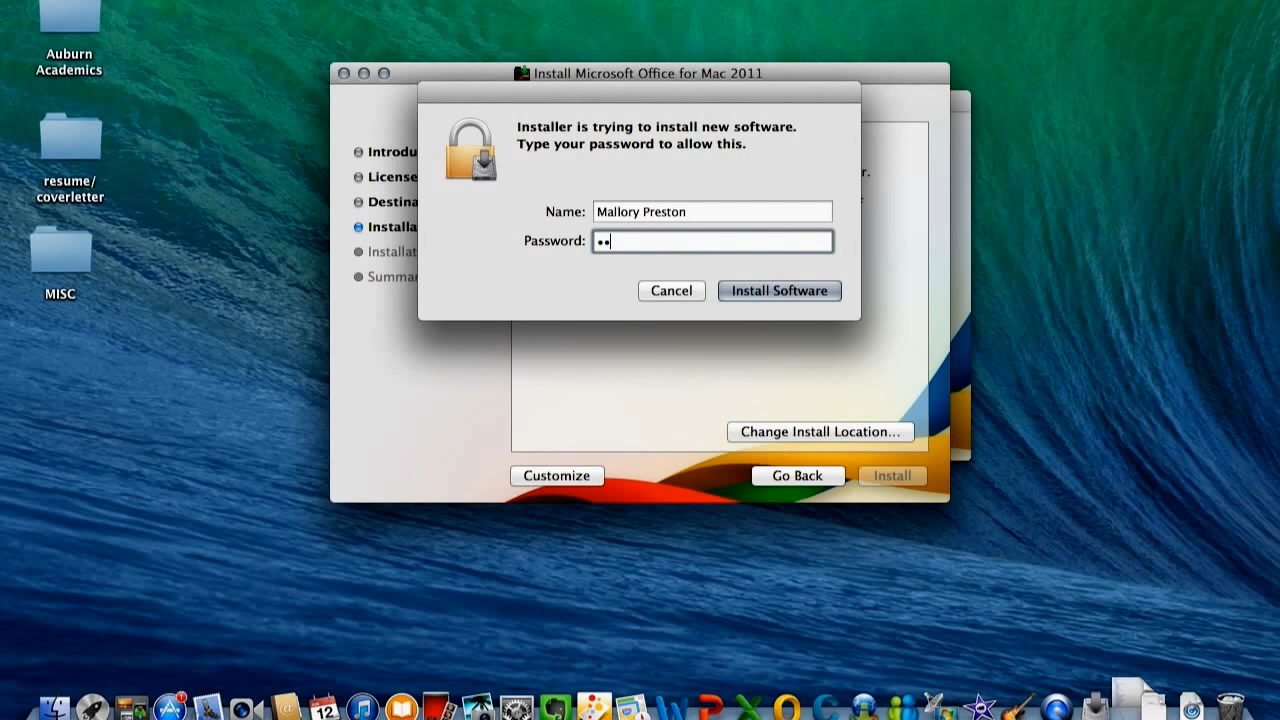 Auburn
Academics
resume/
coverletter
MISC
Install Microsoft Office for Mac 2011
Installer is trying to install new software.
Type your password to allow this.
Name: Mallory Preston
Password: ••
Cancel
Install Software
Introdu
License
Destina
Installa
Installat
Summar
r.
Change Install Location...
Customize
Go Back
Install
JUN
12
1